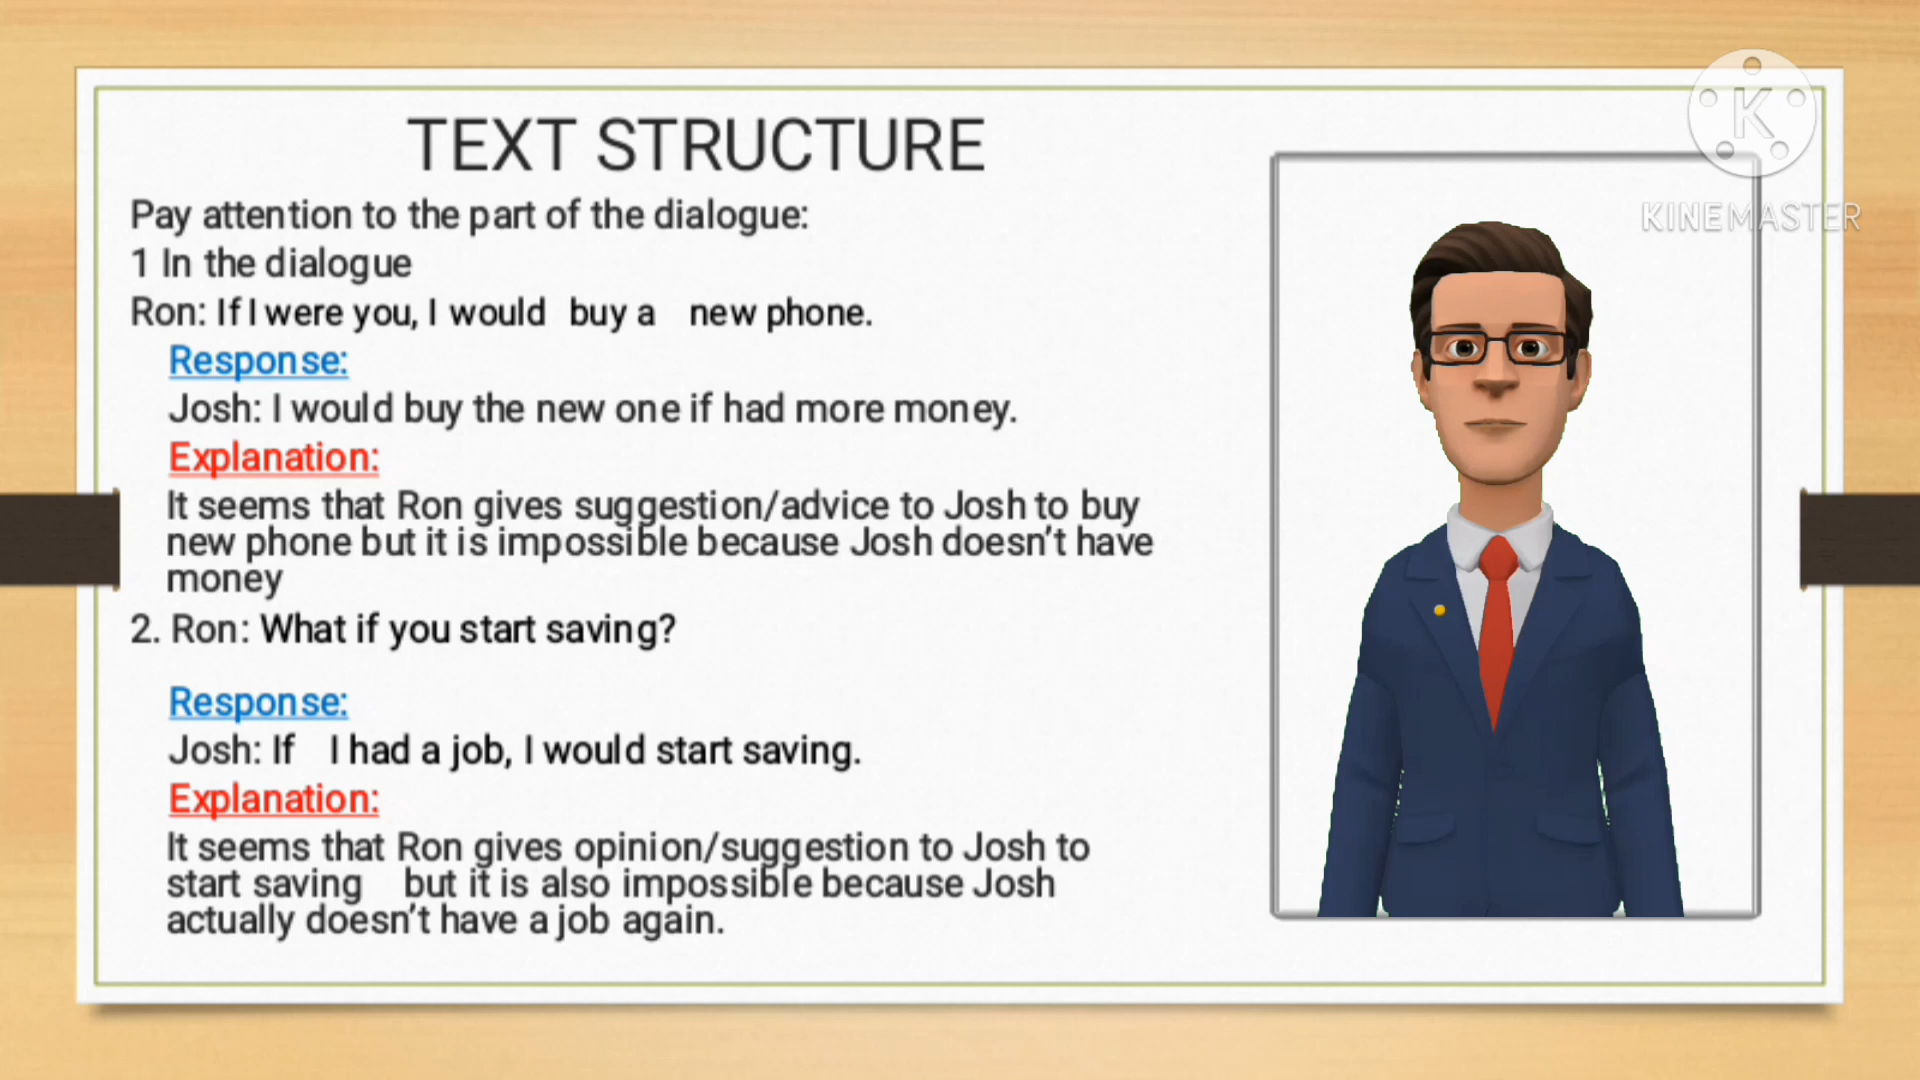 TEXT STRUCTURE
Pay attention to the part of the dialogue:
1 In the dialogue
Ron: If I were you, I would buy a new phone.
Response:
Josh: I would buy the new one if had more money.
Explanation:
It seems that Ron gives suggestion/advice to Josh to buy
new phone but it is impossible because Josh doesn't have
money
2. Ron: What if you start saving?
Response:
Josh: If I had a job, I would start saving.
Explanation:
It seems that Ron gives opinion/suggestion to Josh to
start saving but it is also impossible because Josh
actually doesn't have a job again.
K
KINEMASTER